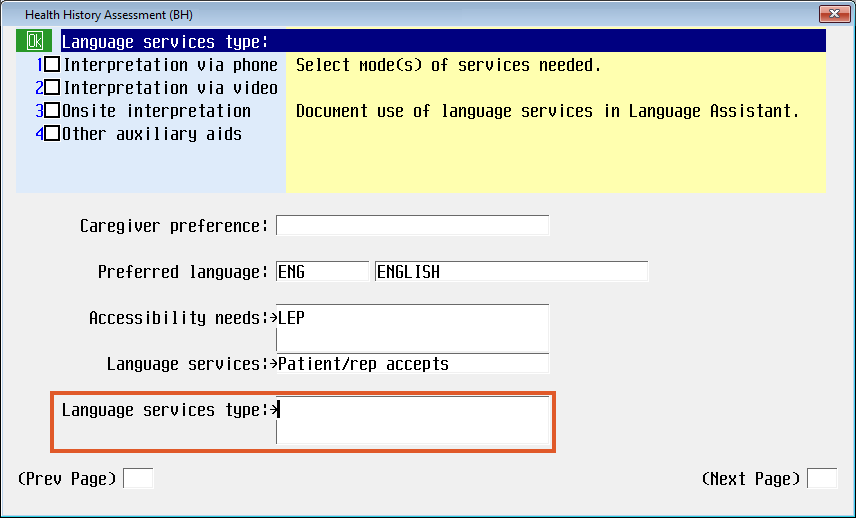 Health History Assessment (BH)
Ok Language services type:
1 Interpretation via phone Select mode(s) of services needed.
2 Interpretation via video
3 Onsite interpretation Document use of language services in Language Assistant.
4 Other auxiliary aids
Caregiver preference:
Preferred language: ENG ENGLISH
Accessibility needs:→LEP
Language services:→Patient/rep accepts
Language services type:→
(Prev Page) (Next Page)